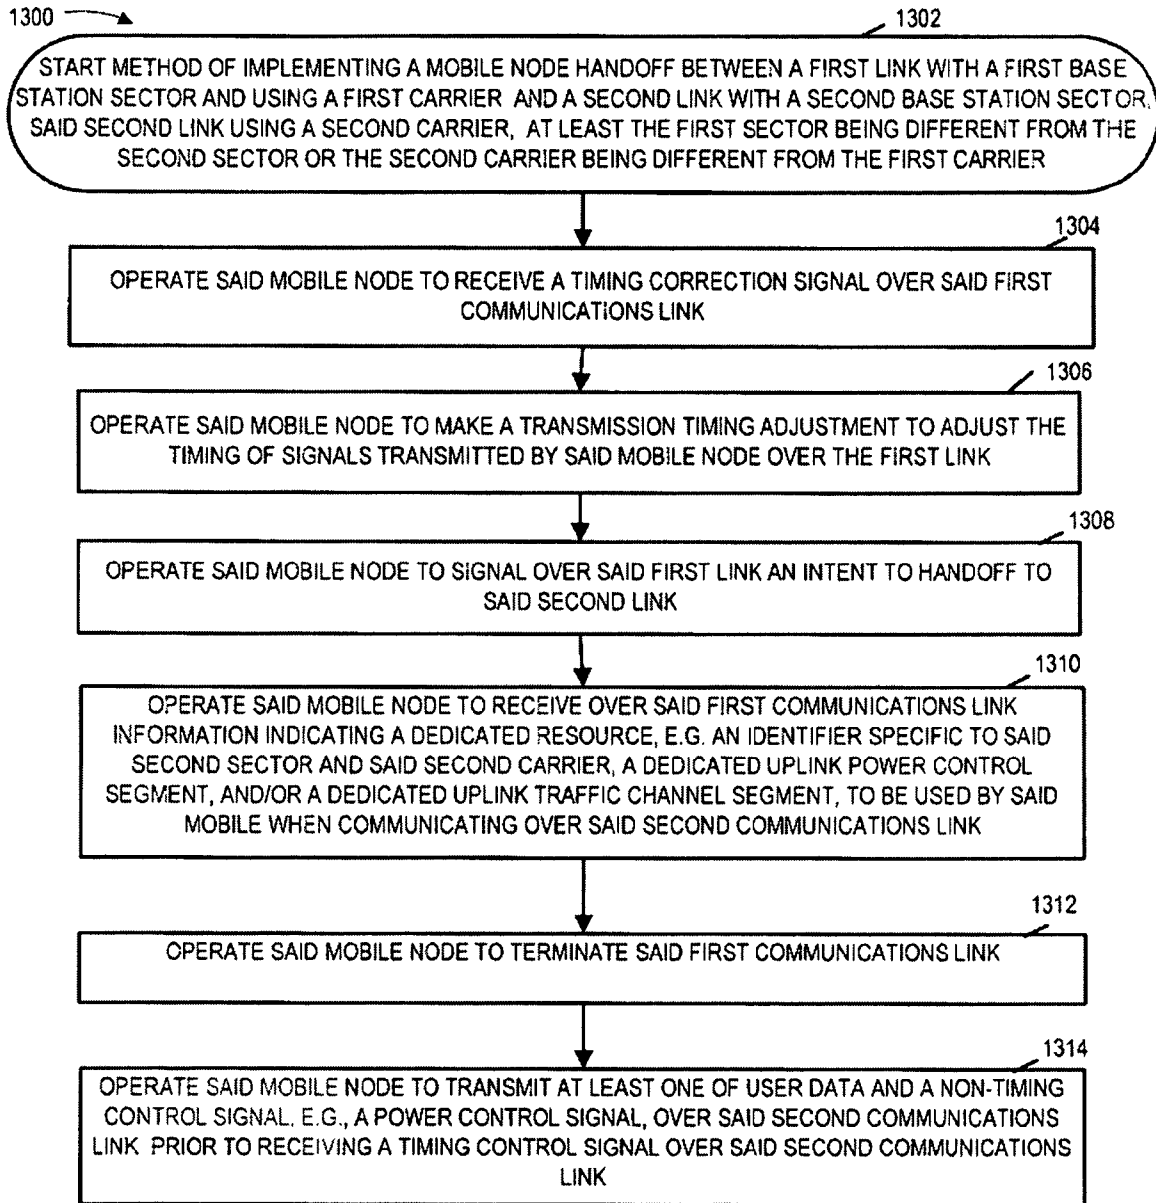 1300
1302
START METHOD OF IMPLEMENTING A MOBILE NODE HANDOFF BETWEEN A FIRST LINK WITH A FIRST BASE
STATION SECTOR AND USING A FIRST CARRIER AND A SECOND LINK WITH A SECOND BASE STATION SECTOR,
SAID SECOND LINK USING A SECOND CARRIER, AT LEAST THE FIRST SECTOR BEING DIFFERENT FROM THE
SECOND SECTOR OR THE SECOND CARRIER BEING DIFFERENT FROM THE FIRST CARRIER
1304
OPERATE SAID MOBILE NODE TO RECEIVE A TIMING CORRECTION SIGNAL OVER SAID FIRST
COMMUNICATIONS LINK
1306
OPERATE SAID MOBILE NODE TO MAKE A TRANSMISSION TIMING ADJUSTMENT TO ADJUST THE
TIMING OF SIGNALS TRANSMITTED BY SAID MOBILE NODE OVER THE FIRST LINK
1308
OPERATE SAID MOBILE NODE TO SIGNAL OVER SAID FIRST LINK AN INTENT TO HANDOFF TO
SAID SECOND LINK
1310
OPERATE SAID MOBILE NODE TO RECEIVE OVER SAID FIRST COMMUNICATIONS LINK
INFORMATION INDICATING A DEDICATED RESOURCE, E.G. AN IDENTIFIER SPECIFIC TO SAID
SECOND SECTOR AND SAID SECOND CARRIER, A DEDICATED UPLINK POWER CONTROL
SEGMENT, AND/OR A DEDICATED UPLINK TRAFFIC CHANNEL SEGMENT, TO BE USED BY SAID
MOBILE WHEN COMMUNICATING OVER SAID SECOND COMMUNICATIONS LINK
1312
OPERATE SAID MOBILE NODE TO TERMINATE SAID FIRST COMMUNICATIONS LINK
1314
OPERATE SAID MOBILE NODE TO TRANSMIT AT LEAST ONE OF USER DATA AND A NON-TIMING
CONTROL SIGNAL, E.G., A POWER CONTROL SIGNAL, OVER SAID SECOND COMMUNICATIONS
LINK PRIOR TO RECEIVING A TIMING CONTROL SIGNAL OVER SAID SECOND COMMUNICATIONS
LINK